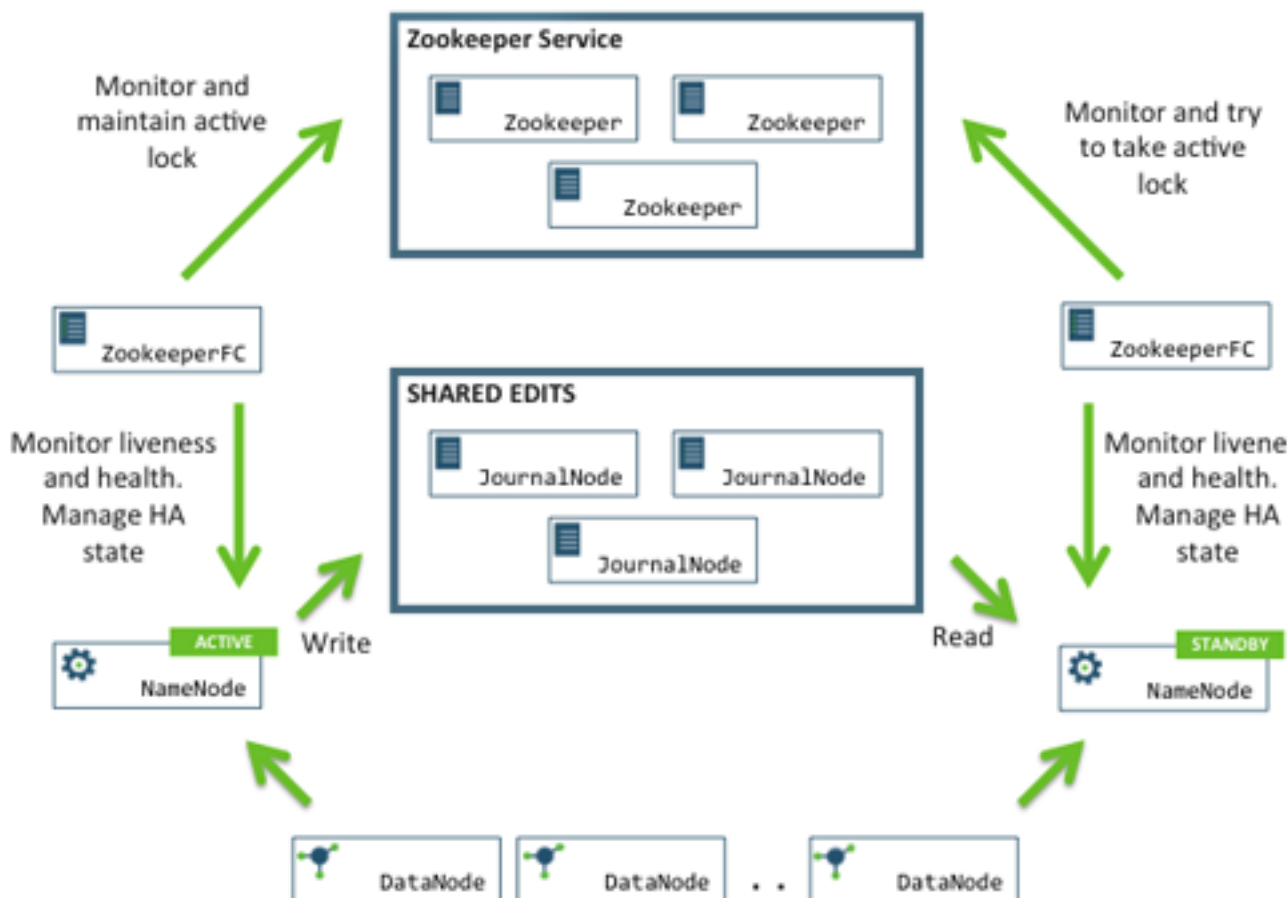 Zookeeper Service
Zookeeper
Zookeeper
Zookeeper
Monitor and
maintain active
lock
Monitor and try
to take active
lock
ZookeeperFC
ZookeeperFC
SHARED EDITS
JournalNode
JournalNode
JournalNode
Monitor liveness
and health.
Manage HA
state
Monitor livene
and health.
Manage HA
state
Write
Read
ACTIVE
NameNode
STANDBY
NameNode
DataNode
DataNode
. .
DataNode